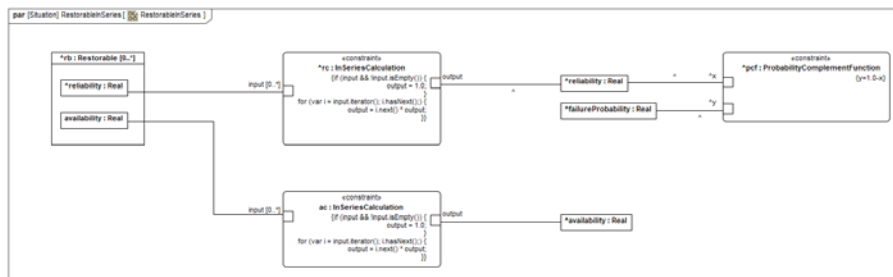 par [Situation] RestorableInSeries [ RestorableInSeries ]
^rb : Restorable [0..*]
^reliability : Real
availability : Real
input [0..*]
«constraint»
^rc : InSeriesCalculation
{if (input && !input.isEmpty()) {
output = 1.0;
}
for (var i = input.iterator(); i.hasNext();) {
output = i.next() * output;
}}
output
^
^reliability : Real
^failureProbability : Real
^
^
^x
^y
«constraint»
^pcf : ProbabilityComplementFunction
{y=1.0-x}
input [0..*]
«constraint»
ac : InSeriesCalculation
{if (input && !input.isEmpty()) {
output = 1.0;
}
for (var i = input.iterator(); i.hasNext();) {
output = i.next() * output;
}}
output
^availability : Real